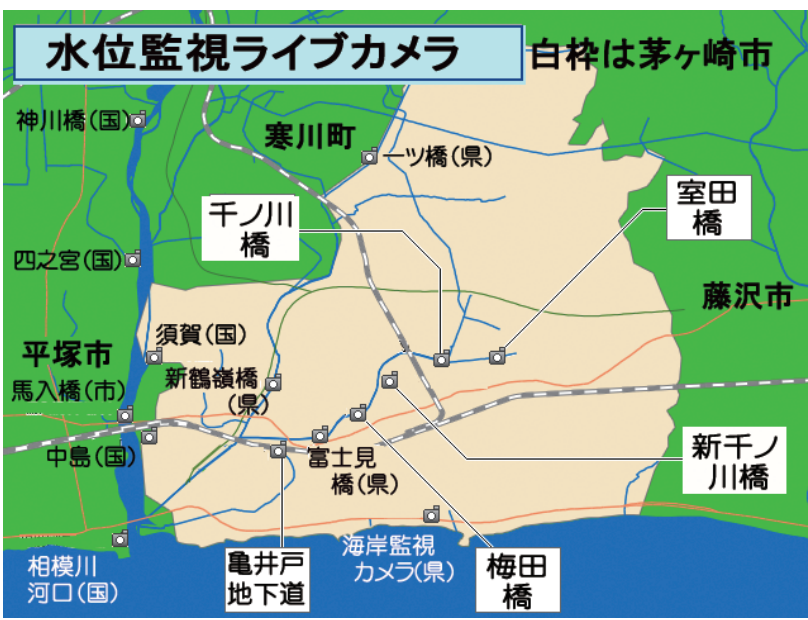 水位監視ライブカメラ
白枠は茅ヶ崎市
神川橋(国)
寒川町
一ツ橋(県)
千ノ川
橋
室田
橋
四之宮(国)
藤沢市
須賀(国)
平塚市
新鶴嶺橋
(県)
馬入橋(市)
中島(国)
富士見
橋(県)
新千ノ
川橋
相模川
河口(国)
亀井戸
地下道
海岸監視
カメラ(県)
梅田
橋